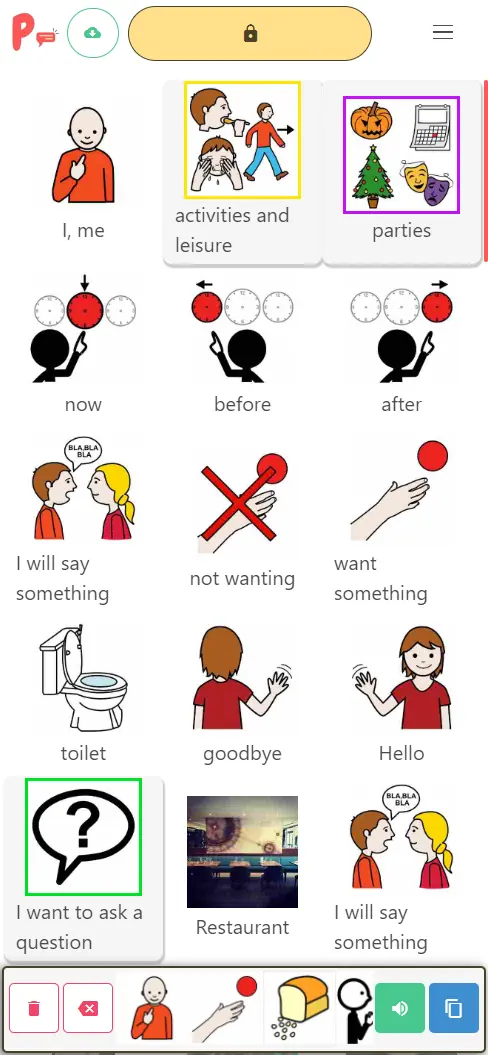 P
I, me
activities and
leisure
parties
now
before
after
BLA,BLA
BLA
I will say
something
not wanting
want
something
toilet
goodbye
Hello
?
I want to ask a
question
Restaurant
BLA,BLA
BLA
I will say
something